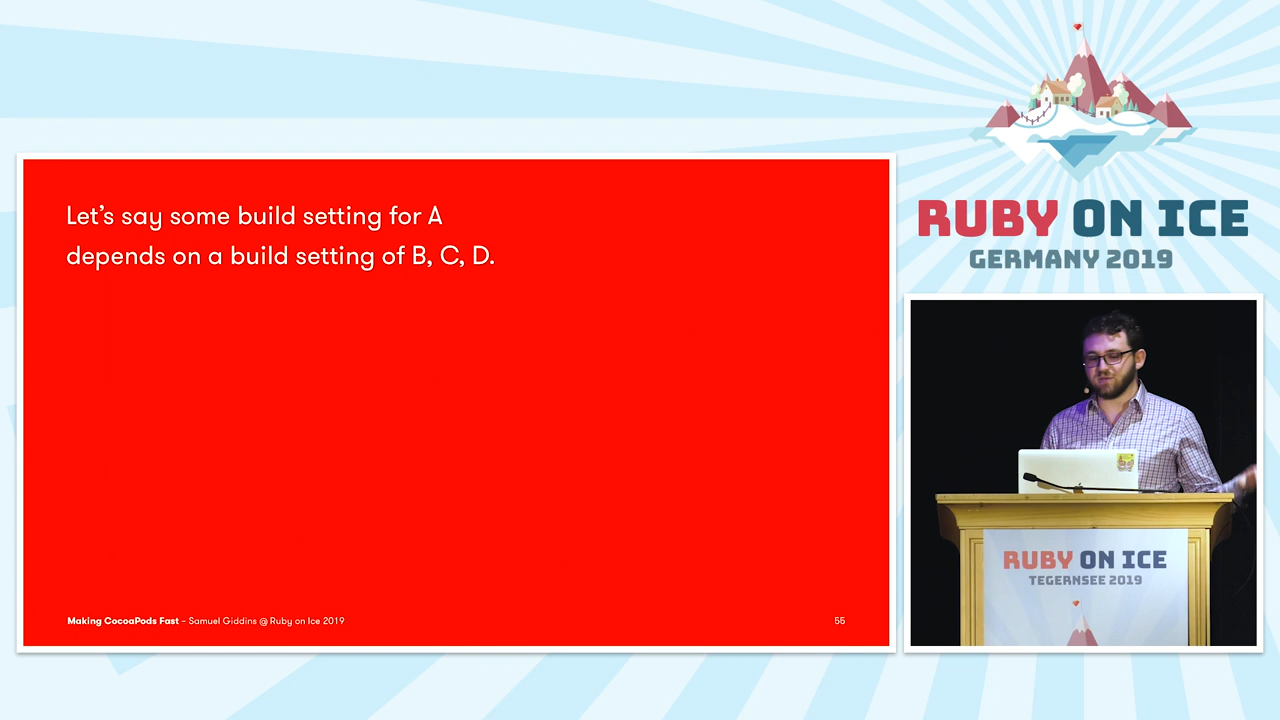 Let's say some build setting for A
depends on a build setting of B, C, D.
Making CocoaPods Fast – Samuel Giddins @ Ruby on Ice 2019
55
RUBY ON ICE
GERMANY 2019
RUBY ON ICE
TEGERNSEE 2019